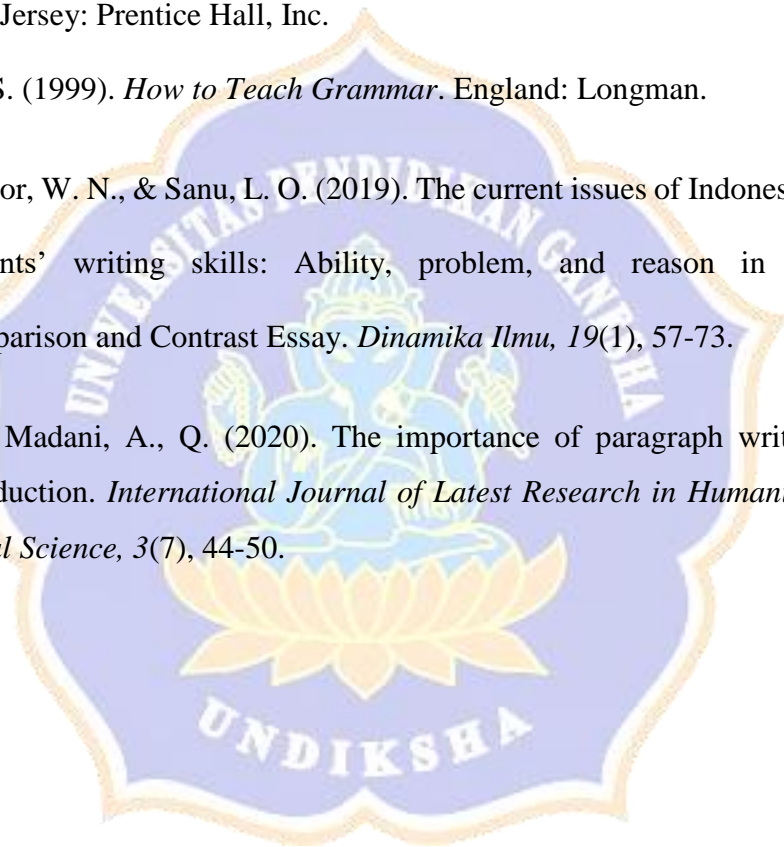 Jersey: Prentice Hall, Inc.
S. (1999). How to Teach Grammar. England: Longman.
or, W. N., & Sanu, L. O. (2019). The current issues of Indones
nts’ writing skills: Ability, problem, and reason in
parison and Contrast Essay. Dinamika Ilmu, 19(1), 57-73.
Madani, A., Q. (2020). The importance of paragraph writ
duction. International Journal of Latest Research in Human
l Science, 3(7), 44-50.
UNIVERSITAS PENDIDIKAN GANESHA
UNDIKSHA